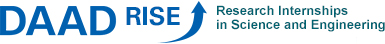 DAAD RISE
Research Internships
in Science and Engineering